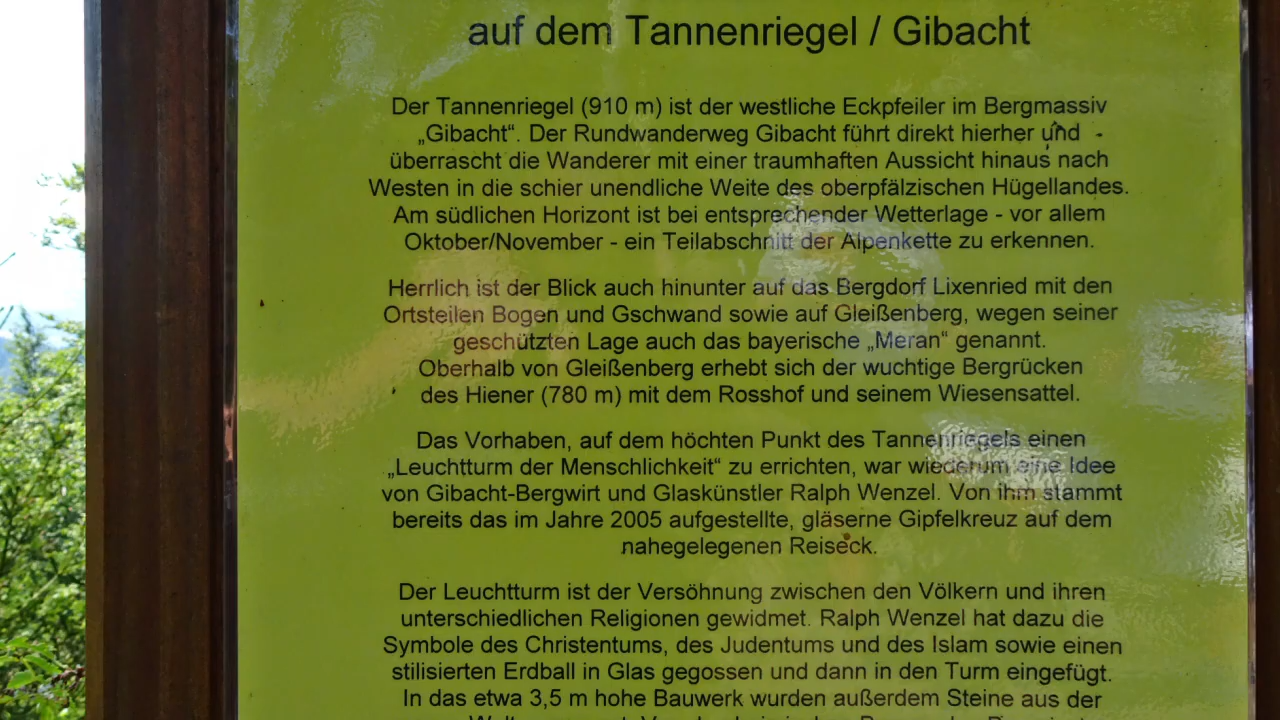 auf dem Tannenriegel / Gibacht
Der Tannenriegel (910 m) ist der westliche Eckpfeiler im Bergmassiv
„Gibacht“. Der Rundwanderweg Gibacht führt direkt hierher und
überrascht die Wanderer mit einer traumhaften Aussicht hinaus nach
Westen in die schier unendliche Weite des oberpfälzischen Hügellandes.
Am südlichen Horizont ist bei entsprechender Wetterlage - vor allem
Oktober/November - ein Teilabschnitt der Alpenkette zu erkennen.
Herrlich ist der Blick auch hinunter auf das Bergdorf Lixenried mit den
Ortsteilen Bogen und Gschwand sowie auf Gleißenberg, wegen seiner
geschützten Lage auch das bayerische „Meran“ genannt.
Oberhalb von Gleißenberg erhebt sich der wuchtige Bergrücken
des Hiener (780 m) mit dem Rosshof und seinem Wiesensattel.
Das Vorhaben, auf dem höchten Punkt des Tannenriegels einen
„Leuchtturm der Menschlichkeit“ zu errichten, war wiederum eine Idee
von Gibacht-Bergwirt und Glaskünstler Ralph Wenzel. Von ihm stammt
bereits das im Jahre 2005 aufgestellte, gläserne Gipfelkreuz auf dem
nahegelegenen Reiseck.
Der Leuchtturm ist der Versöhnung zwischen den Völkern und ihren
unterschiedlichen Religionen gewidmet. Ralph Wenzel hat dazu die
Symbole des Christentums, des Judentums und des Islam sowie einen
stilisierten Erdball in Glas gegossen und dann in den Turm eingefügt.
In das etwa 3,5 m hohe Bauwerk wurden außerdem Steine aus der